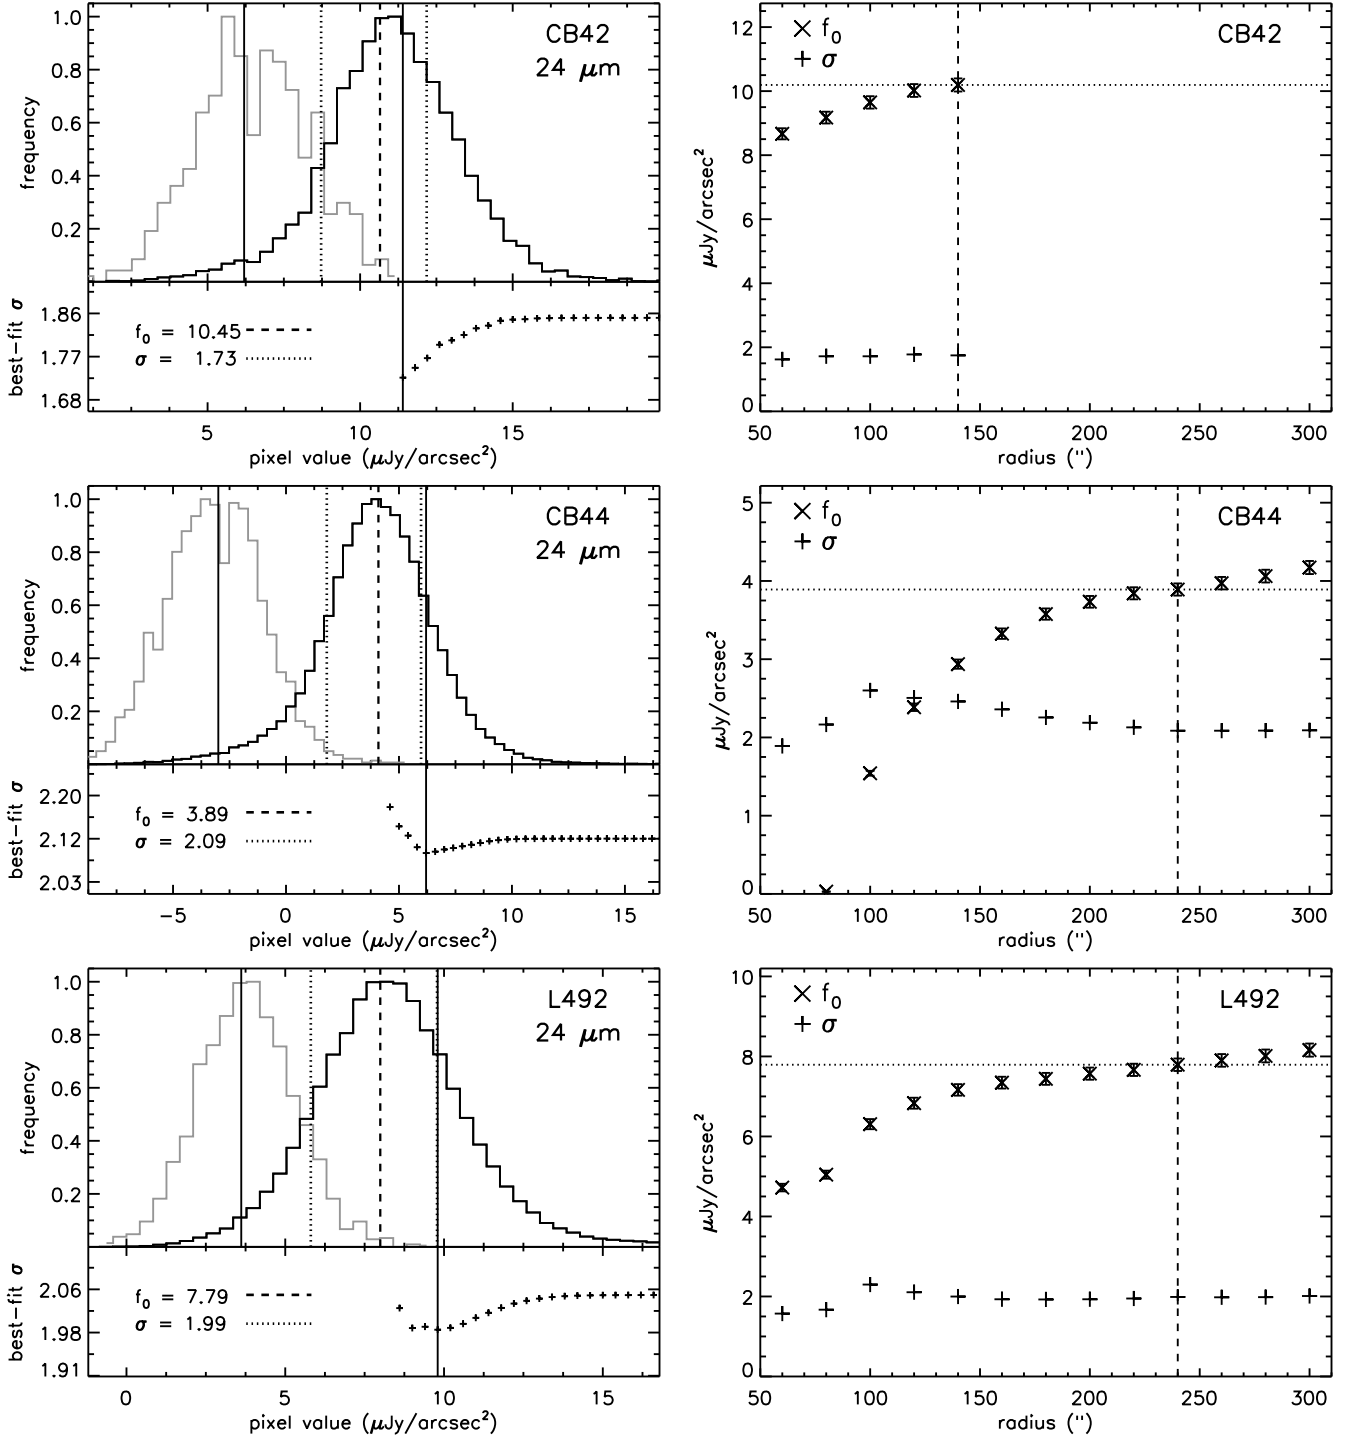 CB42
24 μm
frequency
1.0
0.8
0.6
0.4
0.2
best-fit σ
1.86
1.77
1.68
f0 = 10.45
σ = 1.73
5 10 15
pixel value (μJy/arcsec²)
× f0
+ σ
CB42
μJy/arcsec²
12
10
8
6
4
2
0
50 100 150 200 250 300
radius (")
CB44
24 μm
frequency
1.0
0.8
0.6
0.4
0.2
best-fit σ
2.20
2.12
2.03
f0 = 3.89
σ = 2.09
-5 0 5 10 15
pixel value (μJy/arcsec²)
× f0
+ σ
CB44
μJy/arcsec²
5
4
3
2
1
0
50 100 150 200 250 300
radius (")
L492
24 μm
frequency
1.0
0.8
0.6
0.4
0.2
best-fit σ
2.06
1.98
1.91
f0 = 7.79
σ = 1.99
0 5 10 15
pixel value (μJy/arcsec²)
× f0
+ σ
L492
μJy/arcsec²
10
8
6
4
2
0
50 100 150 200 250 300
radius (")